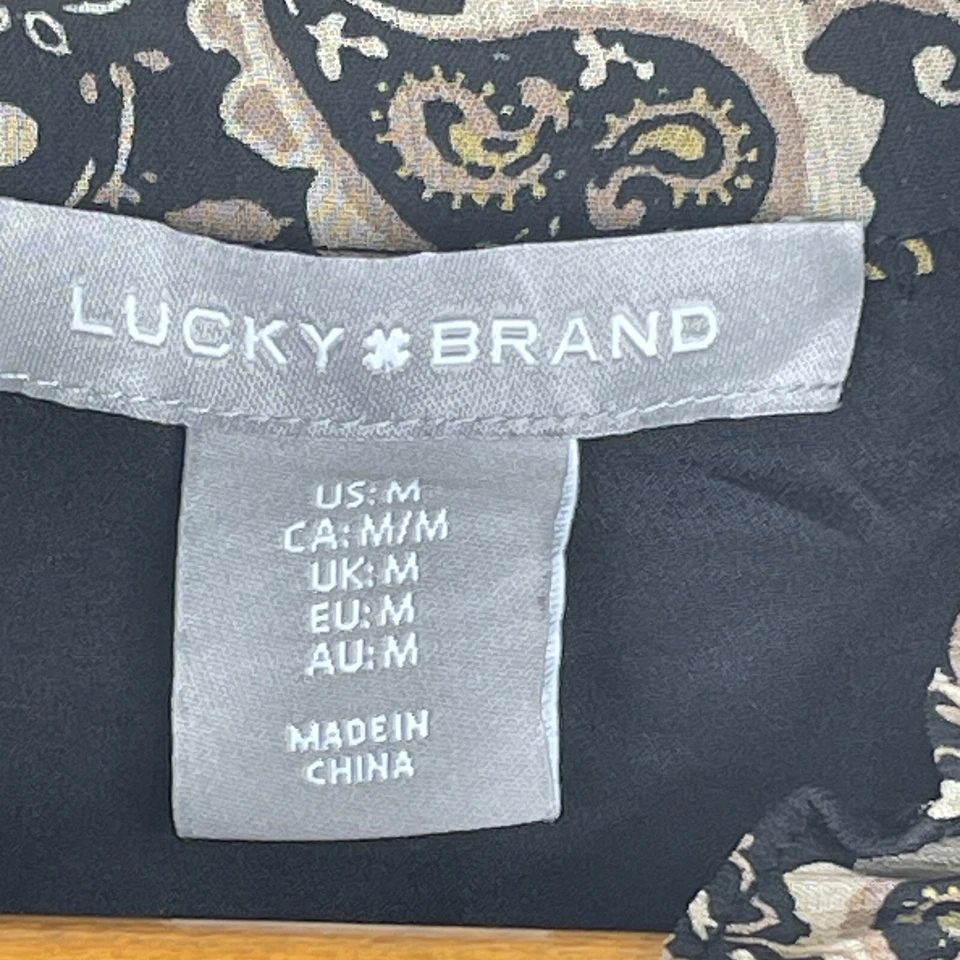 LUCKY BRAND
US: M
CA: M/M
UK: M
EU: M
AU: M
MADE IN
CHINA